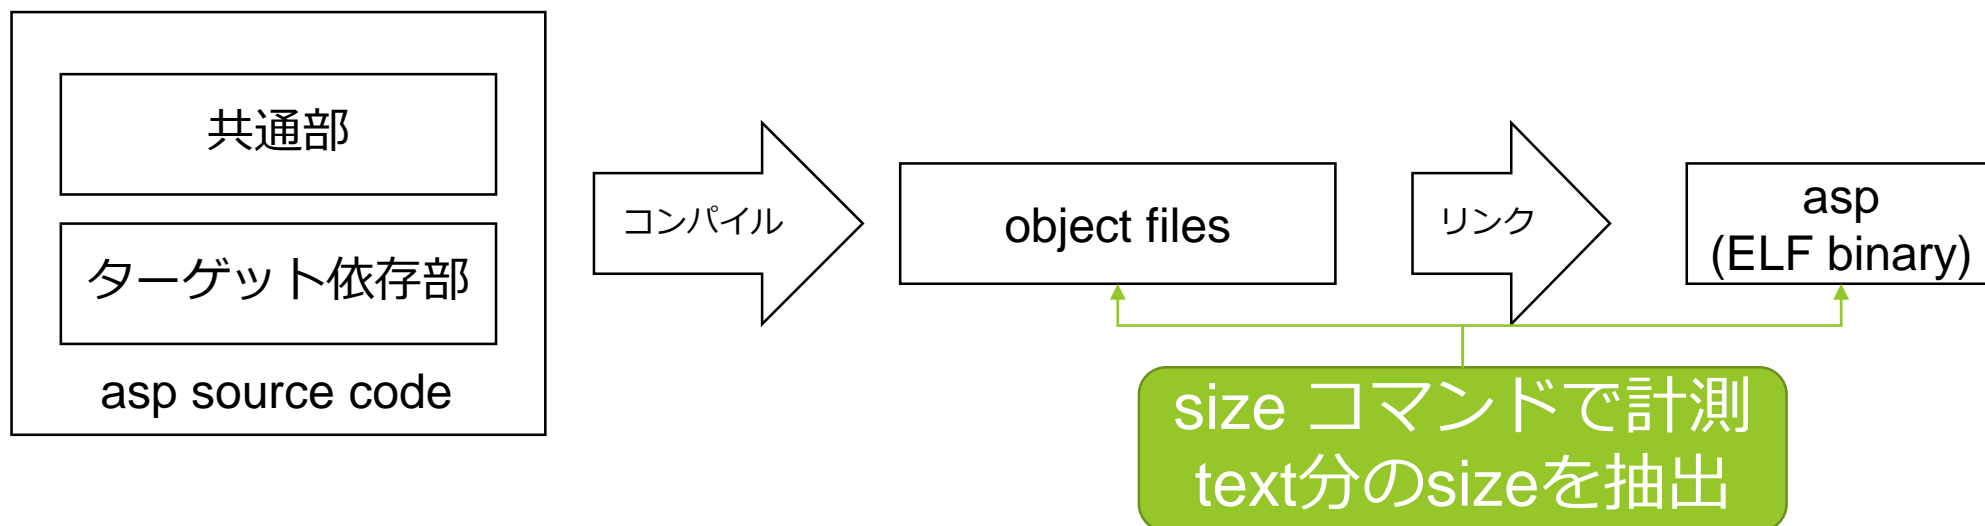 共通部
ターゲット依存部
asp source code
コンパイル
object files
リンク
asp
(ELF binary)
size コマンドで計測
text分のsizeを抽出